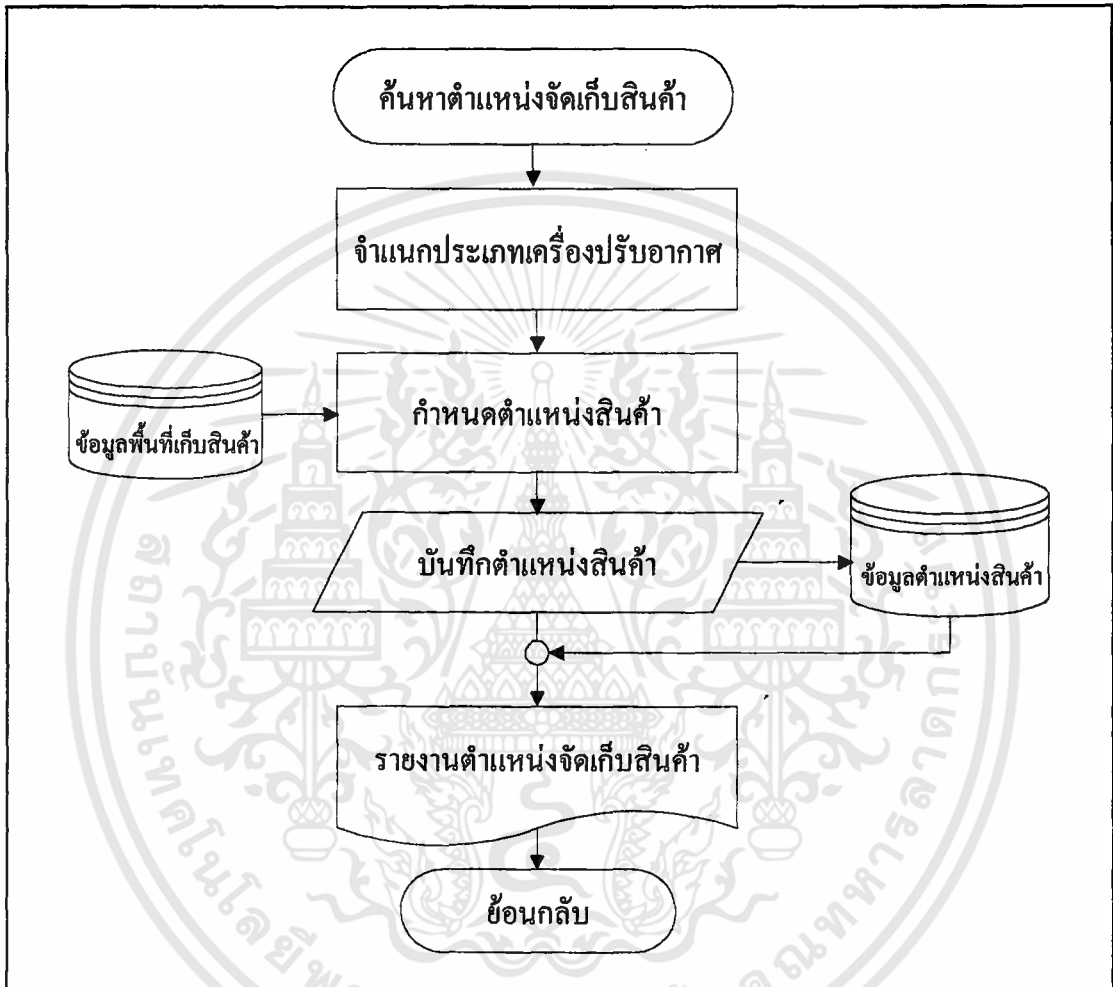 ค้นหาตำแหน่งจัดเก็บสินค้า
จำแนกประเภทเครื่องปรับอากาศ
กำหนดตำแหน่งสินค้า
ข้อมูลพื้นที่เก็บสินค้า
บันทึกตำแหน่งสินค้า
ข้อมูลตำแหน่งสินค้า
รายงานตำแหน่งจัดเก็บสินค้า
ย้อนกลับ